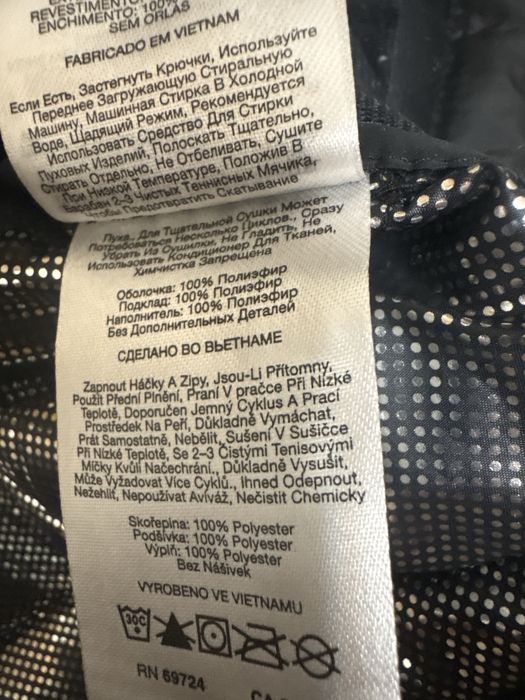 REVESTIMENTO
ENCHIMENTO: 100%
SEM ORLAS
FABRICADO EM VIETNAM
Если Есть, Застегнуть Крючки, Используйте
Переднее Загружающую Стиральную
Машину, Машинная Стирка В Холодной
Воде, Щадящий Режим, Рекомендуется
Использовать Средство Для Стирки
Пуховых Изделий, Полоскать Тщательно,
Стирать Отдельно, Не Отбеливать, Сушите
При Низкой Температуре, Положив В
Барабан 2-3 Чистых Теннисных Мячика,
Чтобы Предотвратить Скатывание
Пуха., Для Тщательной Сушки Может
Потребоваться Несколько Циклов., Сразу
Убрать Из Сушилки, Не Гладить, Не
Использовать Кондиционер Для Тканей,
Химчистка Запрещена
Оболочка: 100% Полиэфир
Подклад: 100% Полиэфир
Наполнитель: 100% Полиэфир
Без Дополнительных Деталей
СДЕЛАНО ВО ВЬЕТНАМЕ
Zapnout Háčky A Zipy, Jsou-Li Přítomny,
Použít Přední Plnění, Praní V pračce Při Nízké
Teplotě, Doporučen Jemný Cyklus A Prací
Prostředek Na Peří, Důkladně Vymáchat,
Prát Samostatně, Nebělit, Sušení V Sušičce
Při Nízké Teplotě, Se 2-3 Čistými Tenisovými
Míčky Kvůli Načechrání., Důkladně Vysušit,
Může Vyžadovat Více Cyklů., Ihned Odepnout,
Nežehlit, Nepoužívat Aviváž, Nečistit Chemicky
Skořepina: 100% Polyester
Podšívka: 100% Polyester
Výplň: 100% Polyester
Bez Nášivek
VYROBENO VE VIETNAMU
30C
RN 69724